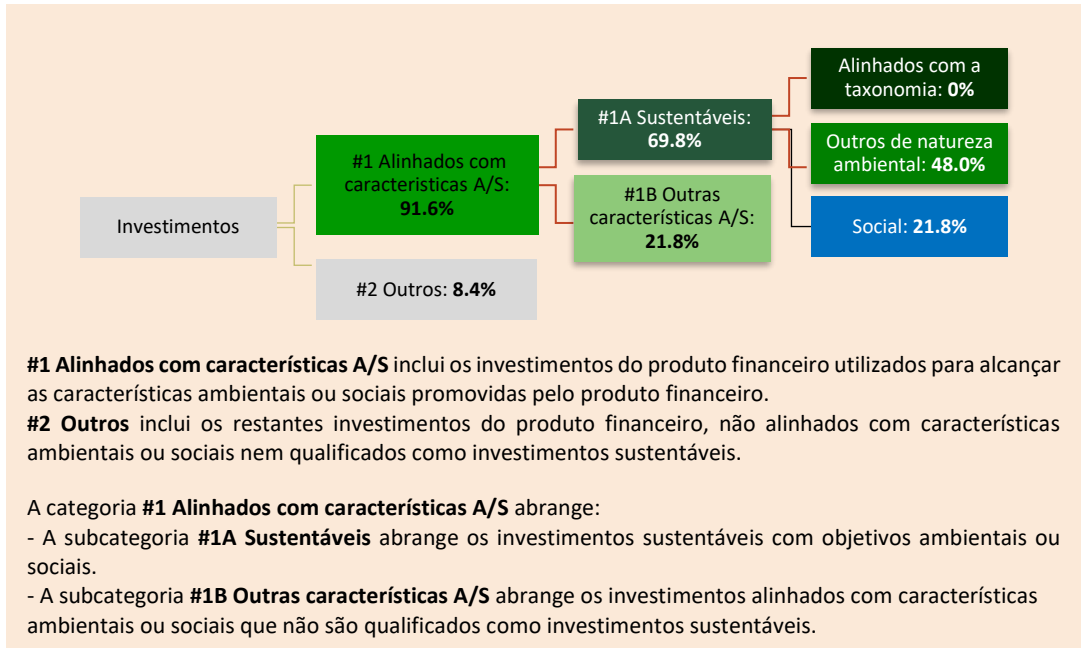 Alinhados com a
taxonomia: 0%
#1A Sustentáveis:
69.8%
Outros de natureza
ambiental: 48.0%
#1 Alinhados com
caracteristicas A/S:
91.6%
#1B Outras
características A/S:
21.8%
Investimentos
Social: 21.8%
#2 Outros: 8.4%
#1 Alinhados com características A/S inclui os investimentos do produto financeiro utilizados para alcançar
as características ambientais ou sociais promovidas pelo produto financeiro.
#2 Outros inclui os restantes investimentos do produto financeiro, não alinhados com características
ambientais ou sociais nem qualificados como investimentos sustentáveis.
A categoria #1 Alinhados com características A/S abrange:
- A subcategoria #1A Sustentáveis abrange os investimentos sustentáveis com objetivos ambientais ou
sociais.
- A subcategoria #1B Outras características A/S abrange os investimentos alinhados com características
ambientais ou sociais que não são qualificados como investimentos sustentáveis.